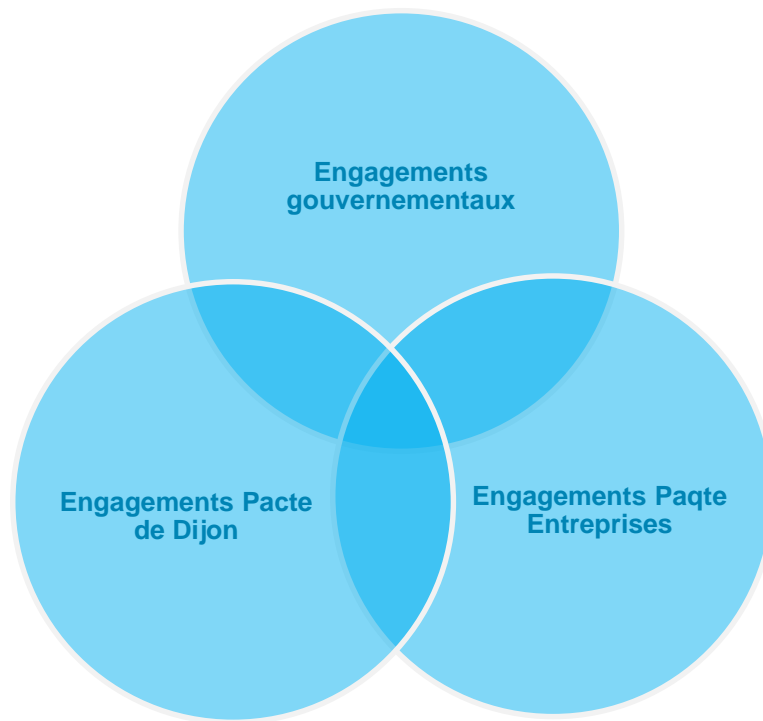 Engagements
gouvernementaux
Engagements Pacte
de Dijon
Engagements Paqte
Entreprises